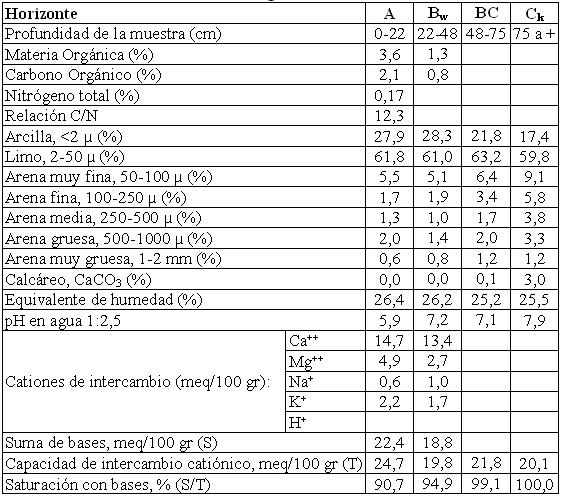 Horizonte A Bw BC Ck
Profundidad de la muestra (cm) 0-22 22-48 48-75 75 a +
Materia Orgánica (%) 3,6 1,3
Carbono Orgánico (%) 2,1 0,8
Nitrógeno total (%) 0,17
Relación C/N 12,3
Arcilla, <2 µ (%) 27,9 28,3 21,8 17,4
Limo, 2-50 µ (%) 61,8 61,0 63,2 59,8
Arena muy fina, 50-100 µ (%) 5,5 5,1 6,4 9,1
Arena fina, 100-250 µ (%) 1,7 1,9 3,4 5,8
Arena media, 250-500 µ (%) 1,3 1,0 1,7 3,8
Arena gruesa, 500-1000 µ (%) 2,0 1,4 2,0 3,3
Arena muy gruesa, 1-2 mm (%) 0,6 0,8 1,2 1,2
Calcáreo, CaCO3 (%) 0,0 0,0 0,1 3,0
Equivalente de humedad (%) 26,4 26,2 25,2 25,5
pH en agua 1:2,5 5,9 7,2 7,1 7,9
Cationes de intercambio (meq/100 gr):
Ca++ 14,7 13,4
Mg++ 4,9 2,7
Na+ 0,6 1,0
K+ 2,2 1,7
H+
Suma de bases, meq/100 gr (S) 22,4 18,8
Capacidad de intercambio catiónico, meq/100 gr (T) 24,7 19,8 21,8 20,1
Saturación con bases, % (S/T) 90,7 94,9 99,1 100,0